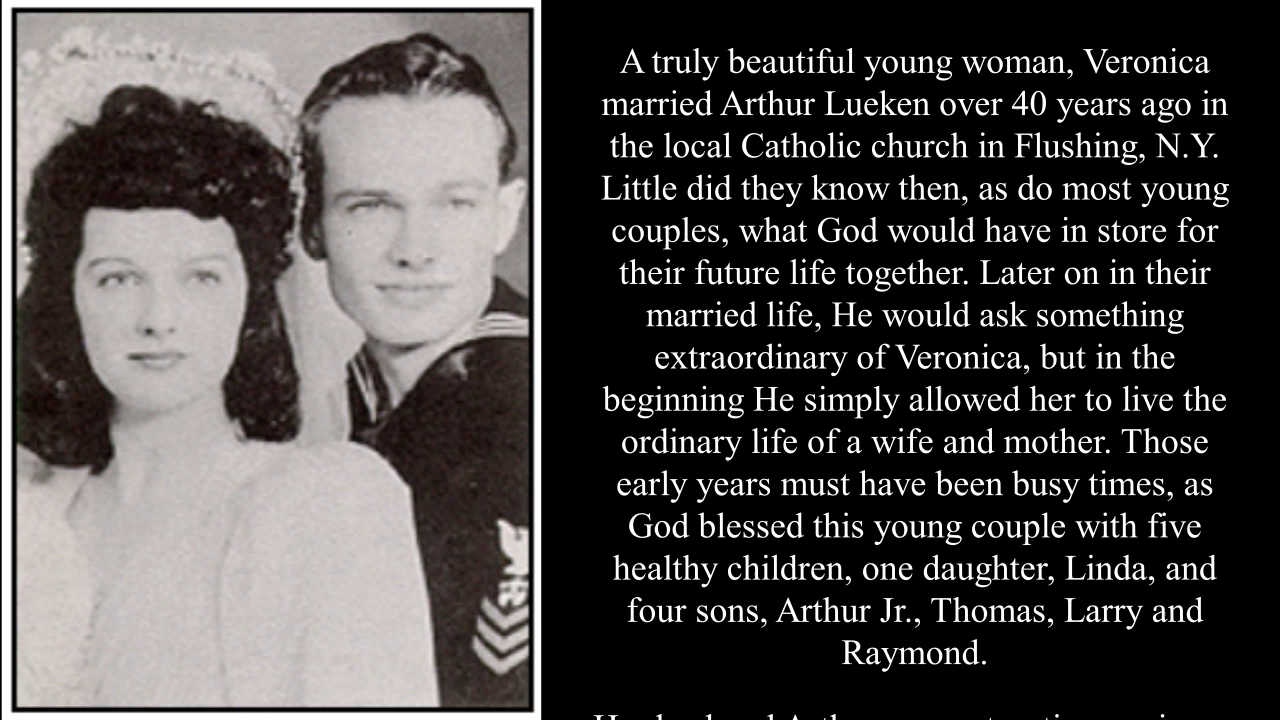 A truly beautiful young woman, Veronica
married Arthur Lueken over 40 years ago in
the local Catholic church in Flushing, N.Y.
Little did they know then, as do most young
couples, what God would have in store for
their future life together. Later on in their
married life, He would ask something
extraordinary of Veronica, but in the
beginning He simply allowed her to live the
ordinary life of a wife and mother. Those
early years must have been busy times, as
God blessed this young couple with five
healthy children, one daughter, Linda, and
four sons, Arthur Jr., Thomas, Larry and
Raymond.